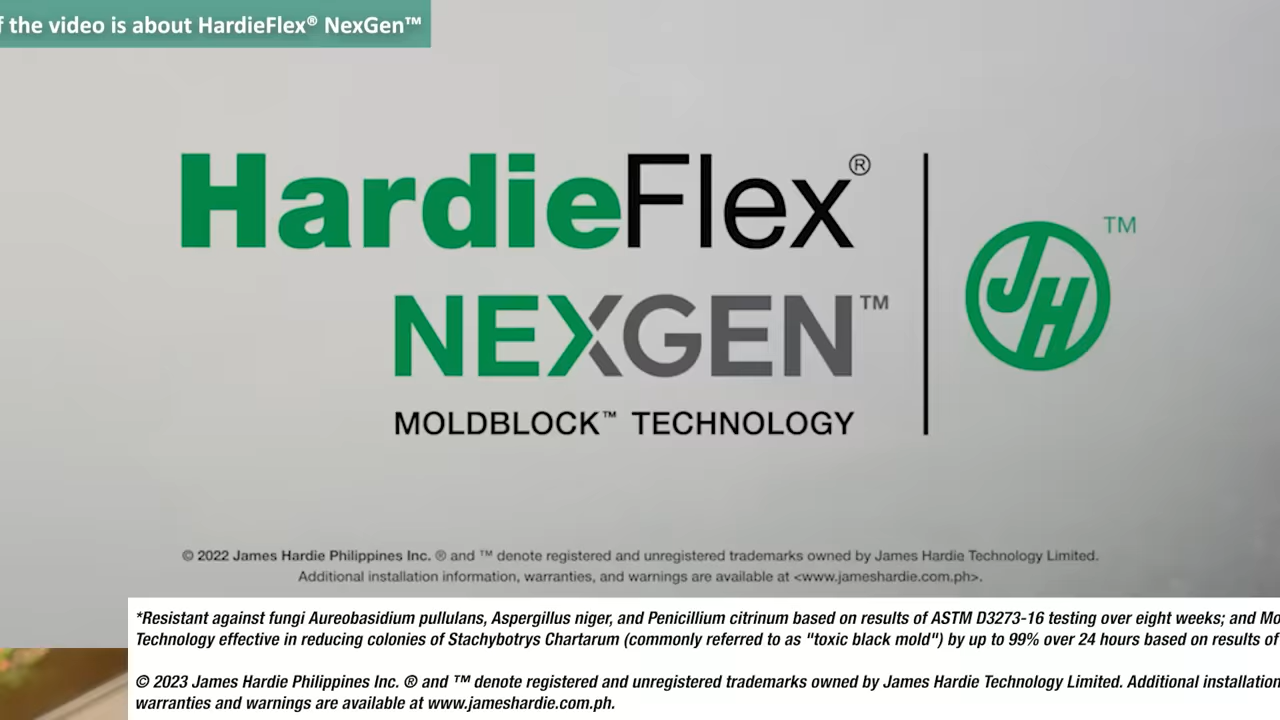 f the video is about HardieFlex® NexGen™
HardieFlex®
NEXGEN™
MOLDBLOCK™ TECHNOLOGY
JH™
© 2022 James Hardie Philippines Inc. ® and ™ denote registered and unregistered trademarks owned by James Hardie Technology Limited.
Additional installation information, warranties, and warnings are available at <www.jameshardie.com.ph>.
*Resistant against fungi Aureobasidium pullulans, Aspergillus niger, and Penicillium citrinum based on results of ASTM D3273-16 testing over eight weeks; and Mo
Technology effective in reducing colonies of Stachybotrys Chartarum (commonly referred to as "toxic black mold") by up to 99% over 24 hours based on results of
© 2023 James Hardie Philippines Inc. ® and ™ denote registered and unregistered trademarks owned by James Hardie Technology Limited. Additional installation
warranties and warnings are available at www.jameshardie.com.ph.